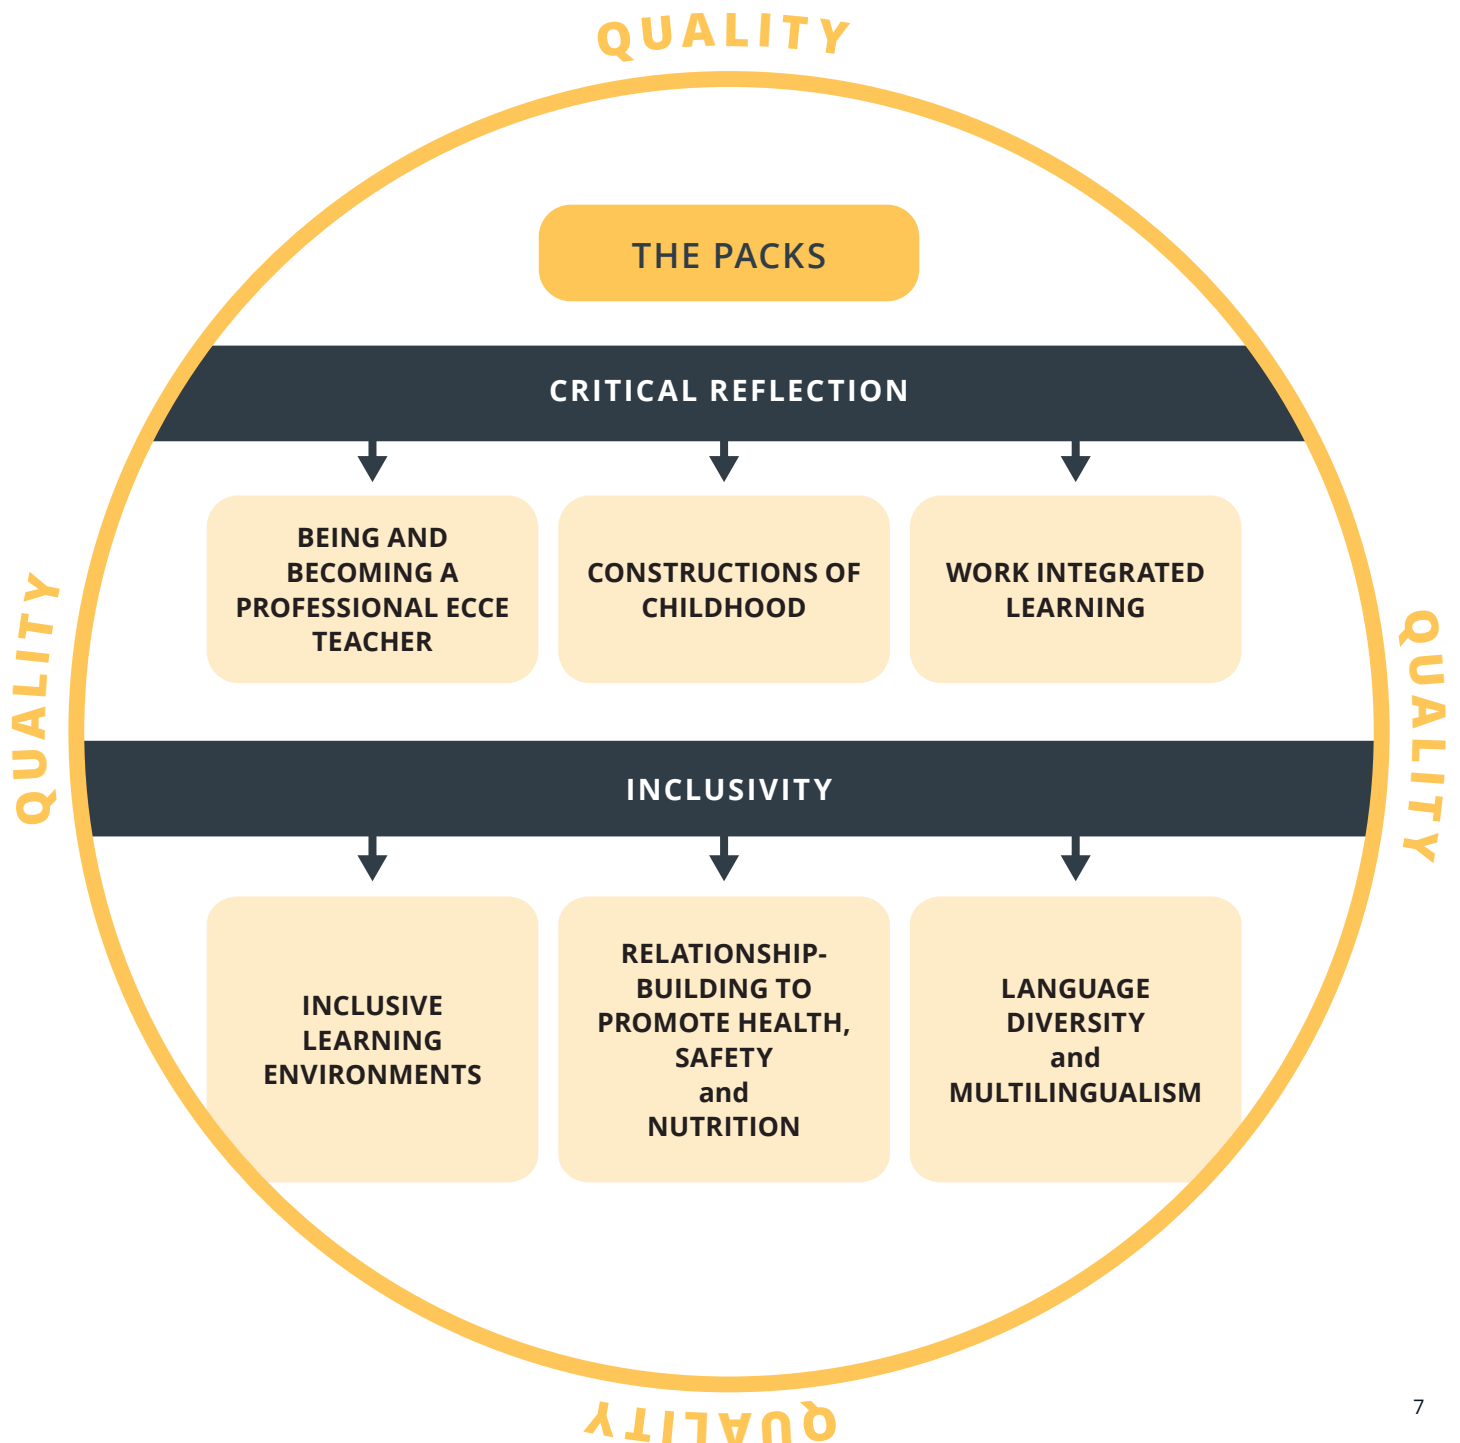 QUALITY
THE PACKS
CRITICAL REFLECTION
BEING AND
BECOMING A
PROFESSIONAL ECCE
TEACHER
CONSTRUCTIONS OF
CHILDHOOD
WORK INTEGRATED
LEARNING
QUALITY
QUALITY
INCLUSIVITY
INCLUSIVE
LEARNING
ENVIRONMENTS
RELATIONSHIP-
BUILDING TO
PROMOTE HEALTH,
SAFETY
and
NUTRITION
LANGUAGE
DIVERSITY
and
MULTILINGUALISM
QUALITY
7